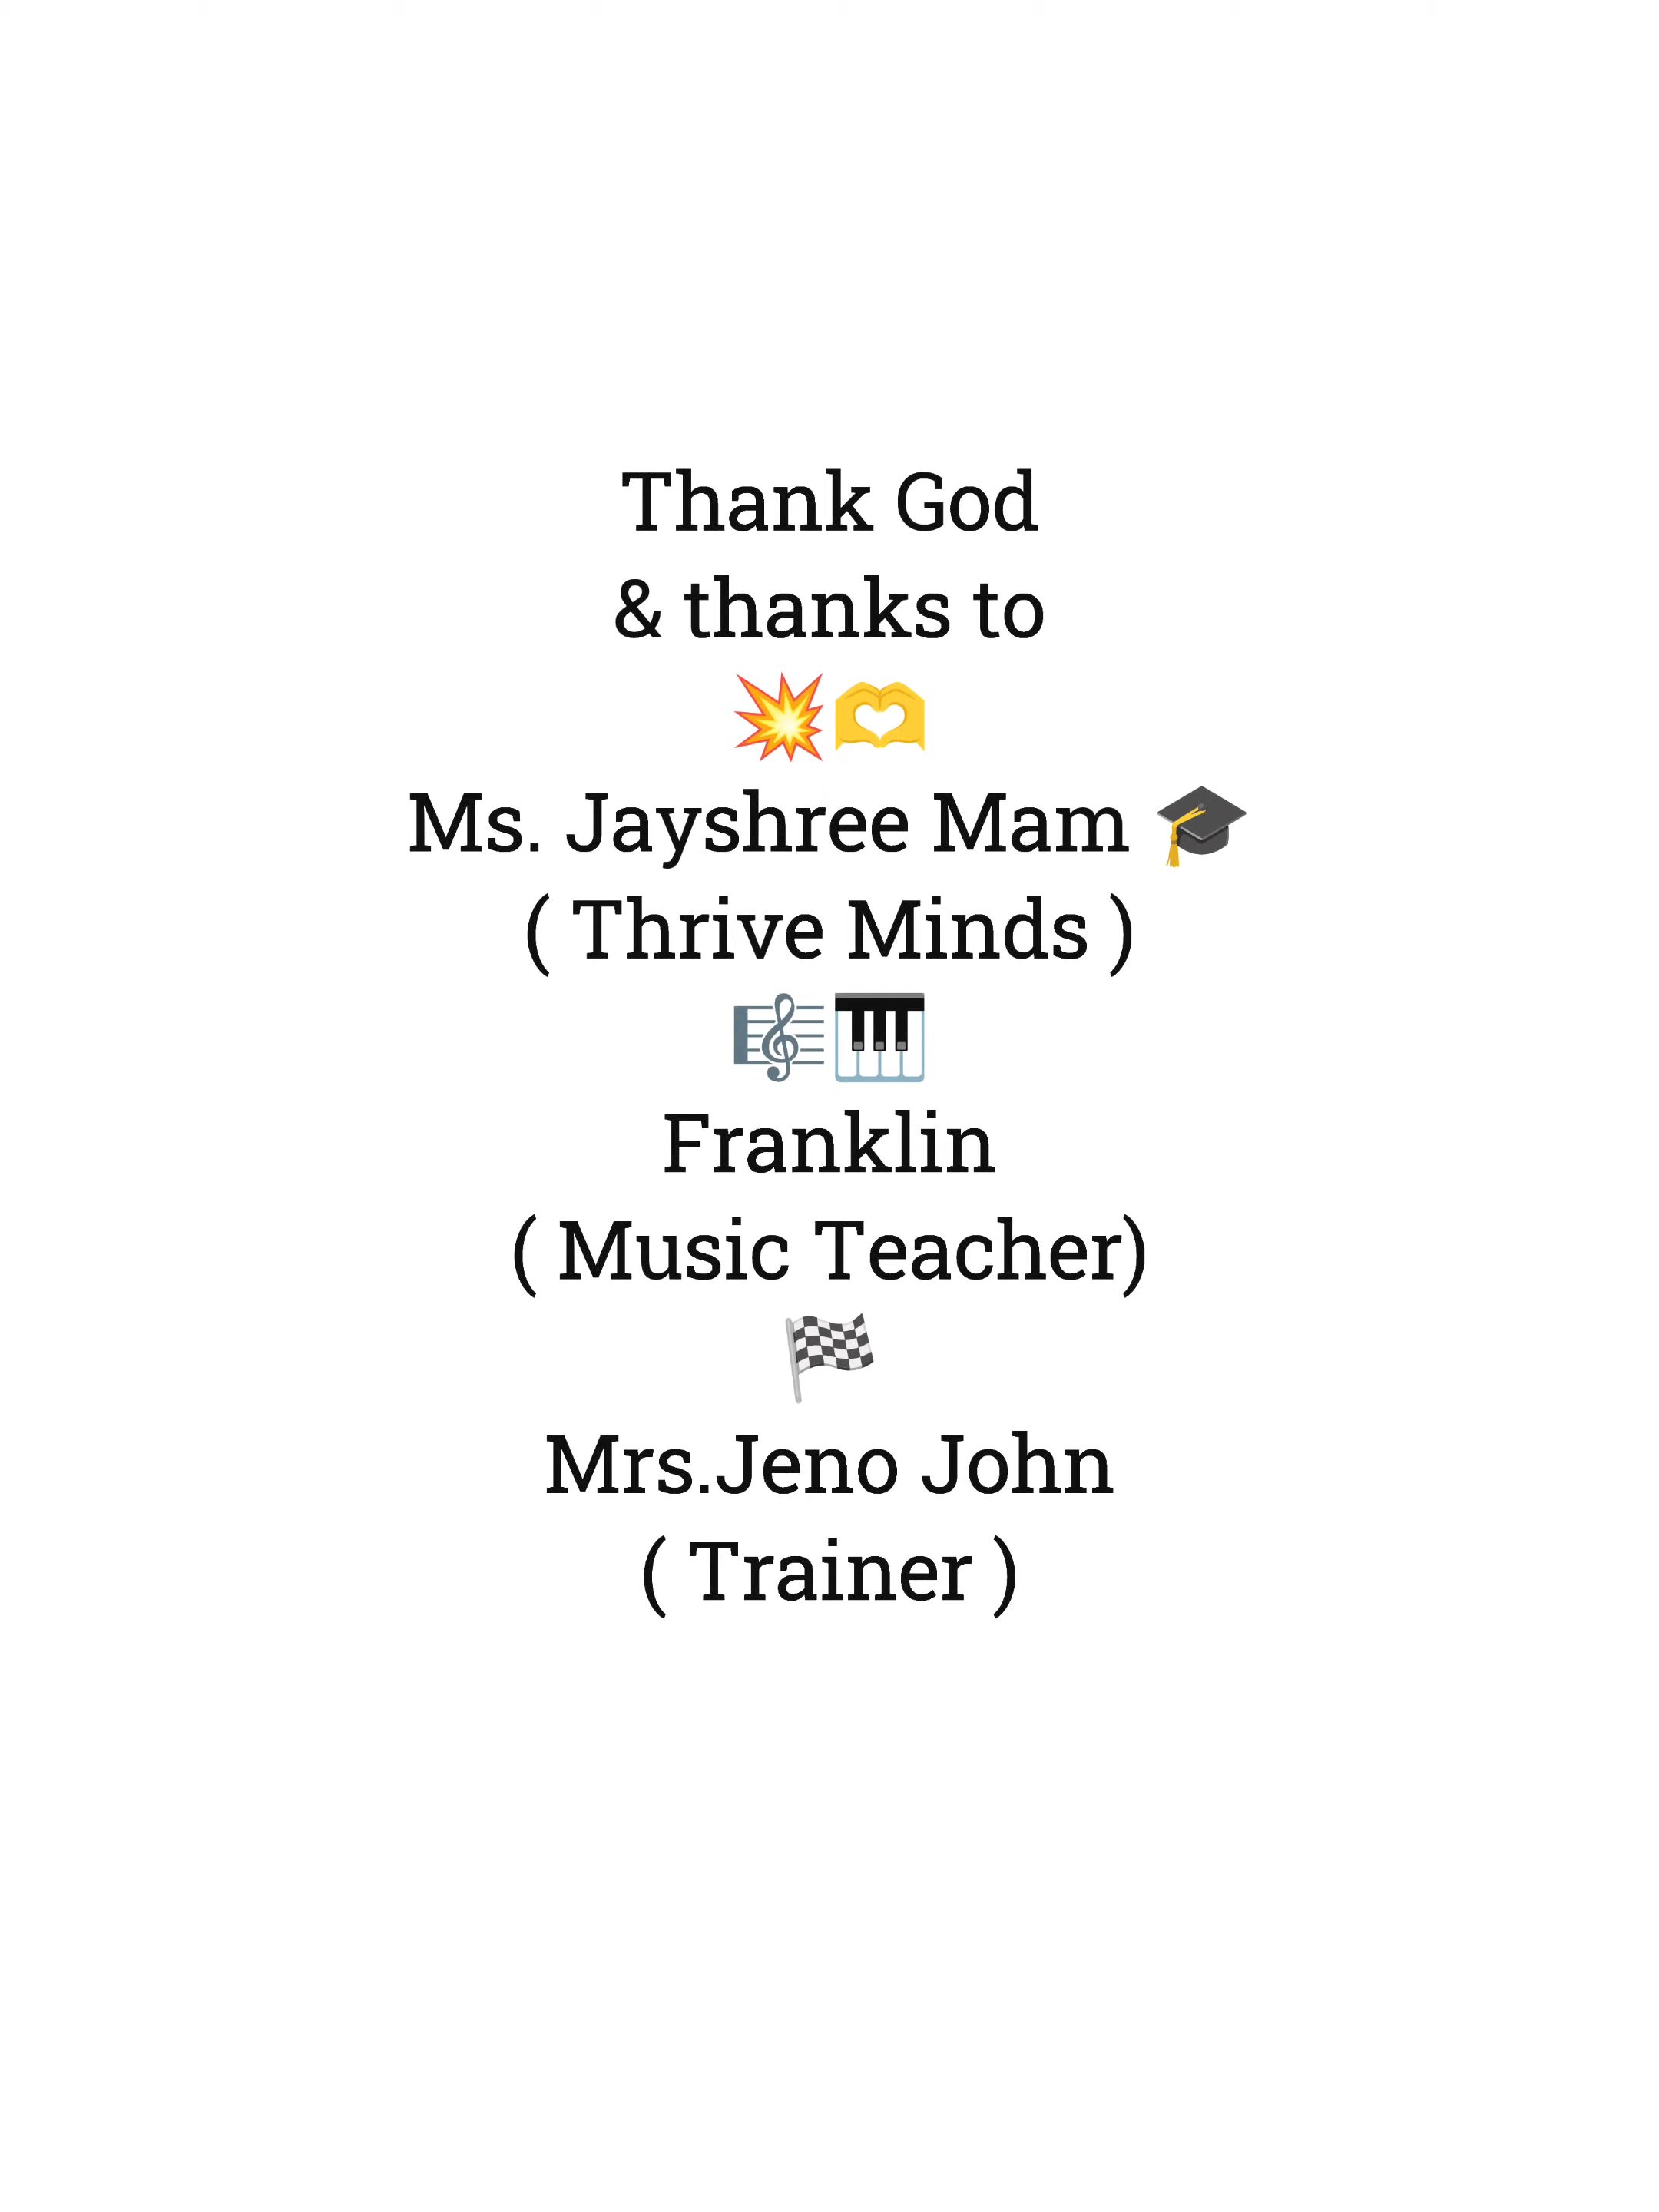 Thank God
& thanks to
💥🫶
Ms. Jayshree Mam 🎓
( Thrive Minds )
🎼🎹
Franklin
( Music Teacher)
🏁
Mrs.Jeno John
( Trainer )